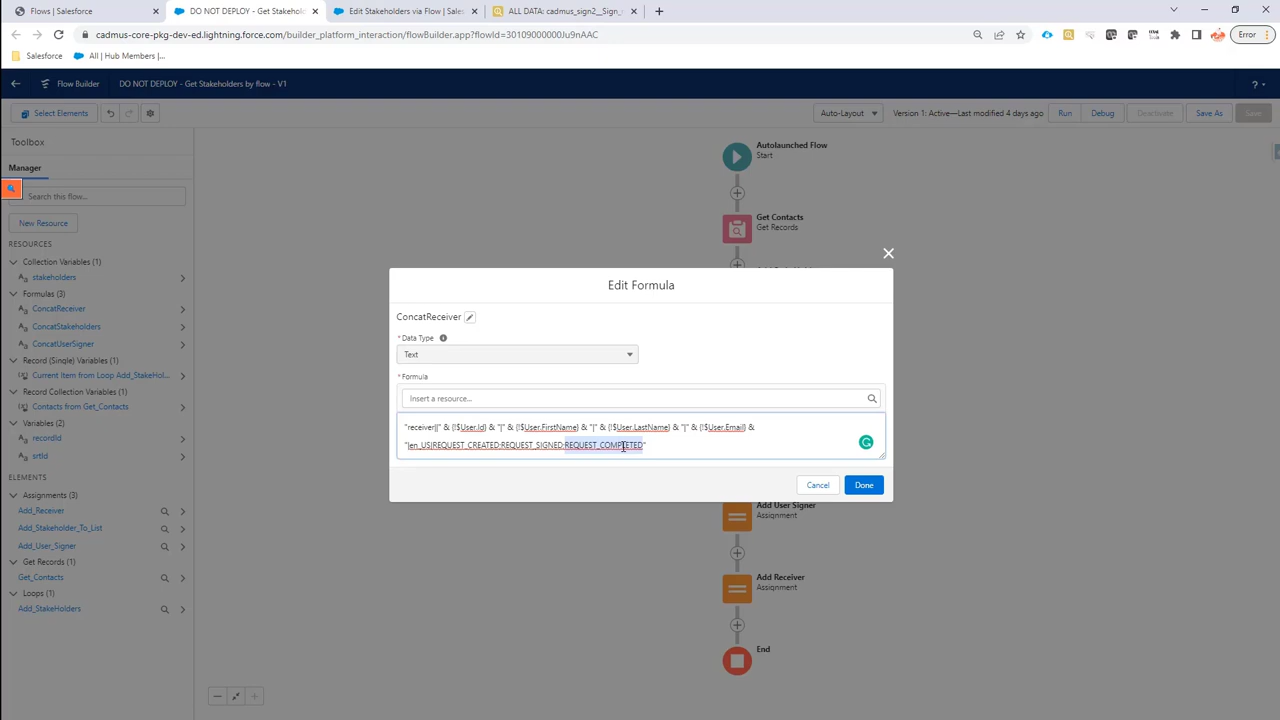 Flows | Salesforce
DO NOT DEPLOY - Get Stakehold
Edit Stakeholders via Flow | Sales
ALL DATA: cadmus_sign2__Sign_
cadmus-core-pkg-dev-ed.lightning.force.com/builder_platform_interaction/flowBuilder.app?flowId=30109000000Ju9nAAC
Error
Salesforce
All | Hub Members |...
Flow Builder
DO NOT DEPLOY - Get Stakeholders by flow - V1
?
Select Elements
Auto-Layout
Version 1: Active—Last modified 4 days ago
Run
Debug
Deactivate
Save As
Save
Toolbox
Manager
Search this flow...
New Resource
RESOURCES
Collection Variables (1)
stakeholders
Formulas (3)
ConcatReceiver
ConcatStakeholders
ConcatUserSigner
Record (Single) Variables (1)
Current Item from Loop Add_StakeHol...
Record Collection Variables (1)
Contacts from Get_Contacts
Variables (2)
recordId
srtId
ELEMENTS
Assignments (3)
Add_Receiver
Add_Stakeholder_To_List
Add_User_Signer
Get Records (1)
Get_Contacts
Loops (1)
Add_StakeHolders
Autolaunched Flow
Start
Get Contacts
Get Records
Edit Formula
ConcatReceiver
*Data Type
Text
*Formula
Insert a resource...
"receiver||" & {!$User.Id} & "|" & {!$User.FirstName} & "|" & {!$User.LastName} & "|" & {!$User.Email} &
"|en_US|REQUEST_CREATED;REQUEST_SIGNED;REQUEST_COMPLETED"
Cancel
Done
Add User Signer
Assignment
Add Receiver
Assignment
End